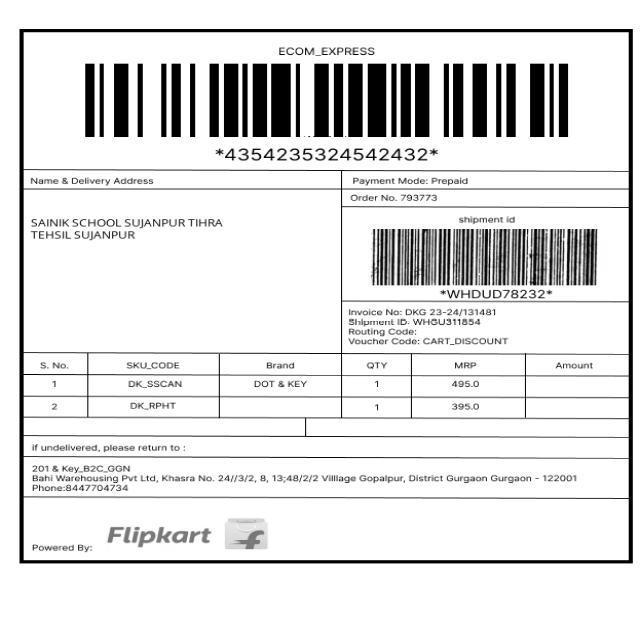 ECOM_EXPRESS
*4354235324542432*
Name & Delivery Address
Payment Mode: Prepaid
Order No. 793773
SAINIK SCHOOL SUJANPUR TIHRA
TEHSIL SUJANPUR
shipment id
*WHDUD78232*
Invoice No: DKG 23-24/131481
Shipment ID: WHGU311854
Routing Code:
Voucher Code: CART_DISCOUNT
S. No. SKU_CODE Brand QTY MRP Amount
1 DK_SSCAN DOT & KEY 1 495.0
2 DK_RPHT 1 395.0
if undelivered, please return to :
201 & Key_B2C_GGN
Bahi Warehousing Pvt Ltd, Khasra No. 24//3/2, 8, 13;48/2/2 Villlage Gopalpur, District Gurgaon Gurgaon - 122001
Phone:8447704734
Powered By: Flipkart